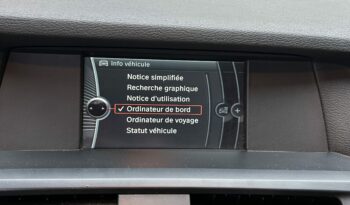 Info véhicule
Notice simplifiée
Recherche graphique
Notice d'utilisation
Ordinateur de bord
Ordinateur de voyage
Statut véhicule